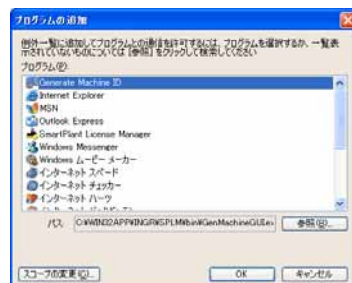 プログラムの追加
例外一覧に追加してプログラムとの通信を許可するには、プログラムを選択するか、一覧表
示されていないものについては [参照] をクリックして検索してください
プログラム(P):
Generate Machine ID
Internet Explorer
MSN
Outlook Express
SmartPlant License Manager
Windows Messenger
Windows ムービー メーカー
インターネット スペード
インターネット チェッカー
インターネット ハーツ
パス
C:¥WIN32APP¥INGR¥SPLM¥bin¥GenMachineGUI.ex
参照(B)...
スコープの変更(C)...
OK
キャンセル